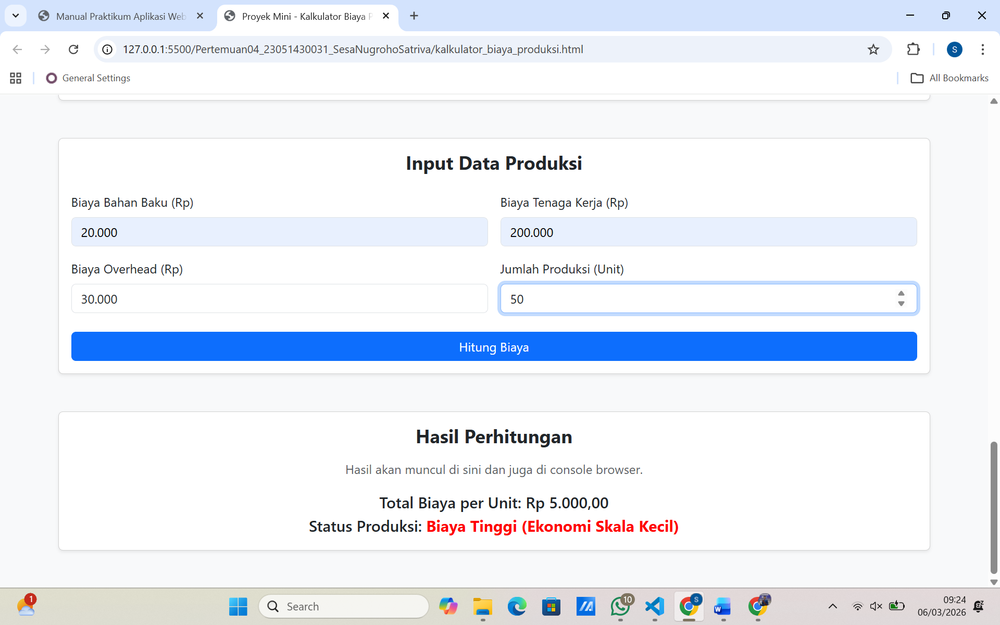 Manual Praktikum Aplikasi Web
Proyek Mini - Kalkulator Biaya P
127.0.0.1:5500/Pertemuan04_23051430031_SesaNugrohoSatriva/kalkulator_biaya_produksi.html
S
General Settings
All Bookmarks
Input Data Produksi
Biaya Bahan Baku (Rp)
Biaya Tenaga Kerja (Rp)
20.000
200.000
Biaya Overhead (Rp)
Jumlah Produksi (Unit)
30.000
50
Hitung Biaya
Hasil Perhitungan
Hasil akan muncul di sini dan juga di console browser.
Total Biaya per Unit: Rp 5.000,00
Status Produksi: Biaya Tinggi (Ekonomi Skala Kecil)
1
Search
10
S
W
09:24
06/03/2026